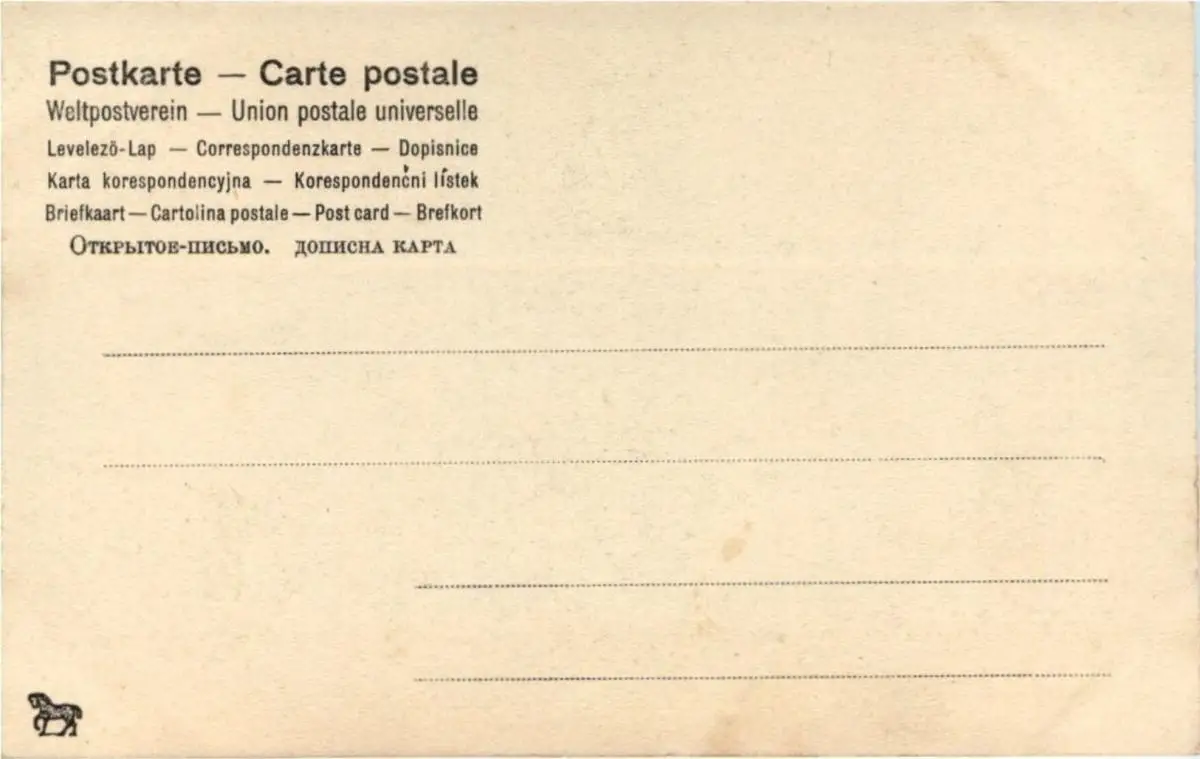 Postkarte — Carte postale
Weltpostverein — Union postale universelle
Levelező-Lap — Correspondenzkarte — Dopisnice
Karta korespondencyjna — Korespondenčni lístek
Briefkaart — Cartolina postale — Post card — Brefkort
Открытое-письмо. дописна карта